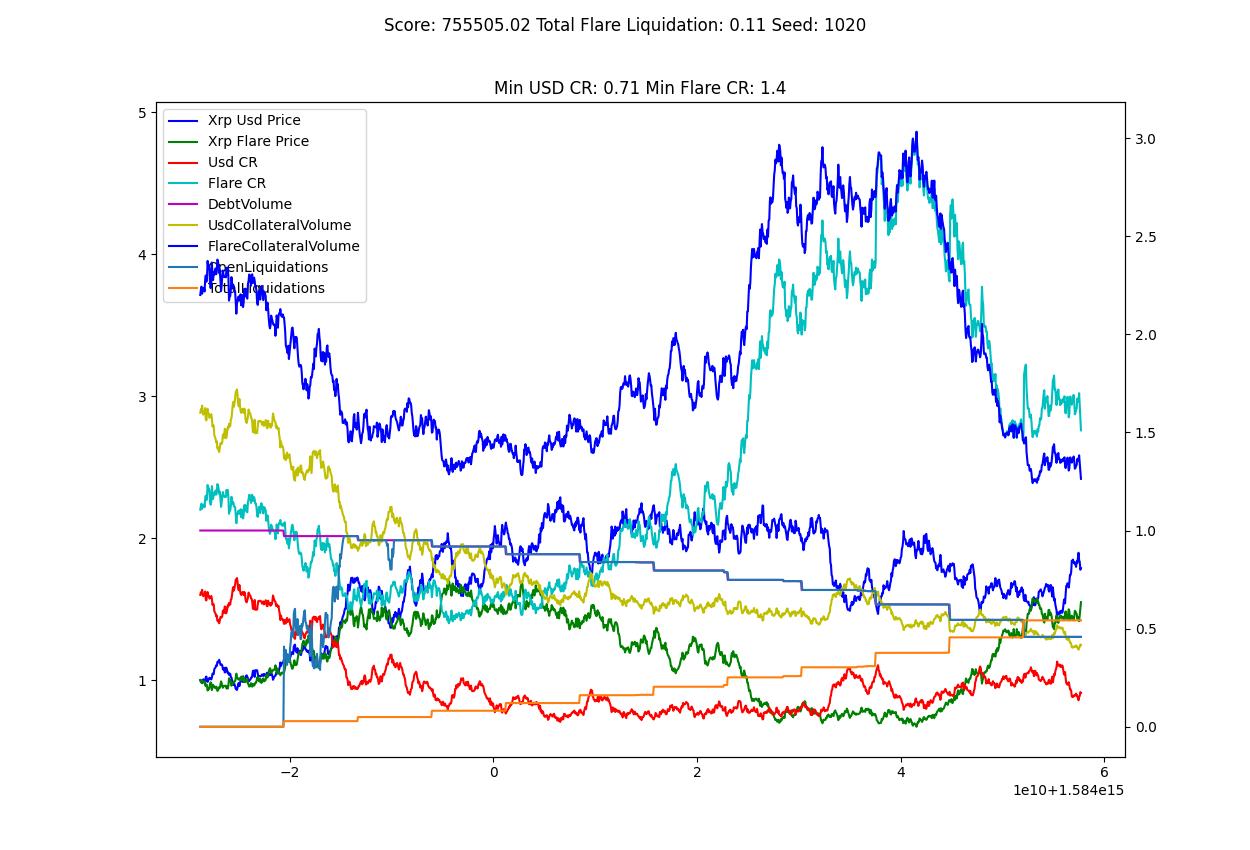 Score: 755505.02 Total Flare Liquidation: 0.11 Seed: 1020
Min USD CR: 0.71 Min Flare CR: 1.4
Xrp Usd Price
Xrp Flare Price
Usd CR
Flare CR
DebtVolume
UsdCollateralVolume
FlareCollateralVolume
OpenLiquidations
TotalLiquidations
5
4
3
2
1
3.0
2.5
2.0
1.5
1.0
0.5
0.0
−2
0
2
4
6
1e10+1.584e15